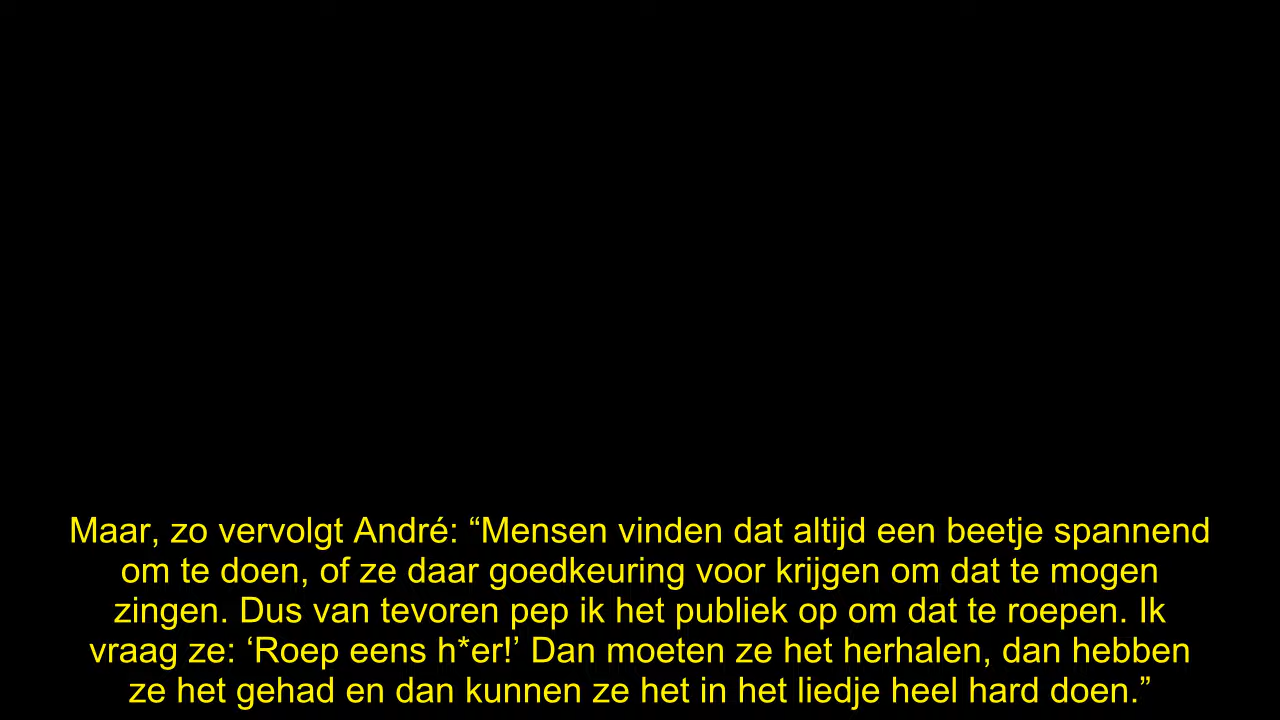 Maar, zo vervolgt André: “Mensen vinden dat altijd een beetje spannend
om te doen, of ze daar goedkeuring voor krijgen om dat te mogen
zingen. Dus van tevoren pep ik het publiek op om dat te roepen. Ik
vraag ze: ‘Roep eens h*er!’ Dan moeten ze het herhalen, dan hebben
ze het gehad en dan kunnen ze het in het liedje heel hard doen.”